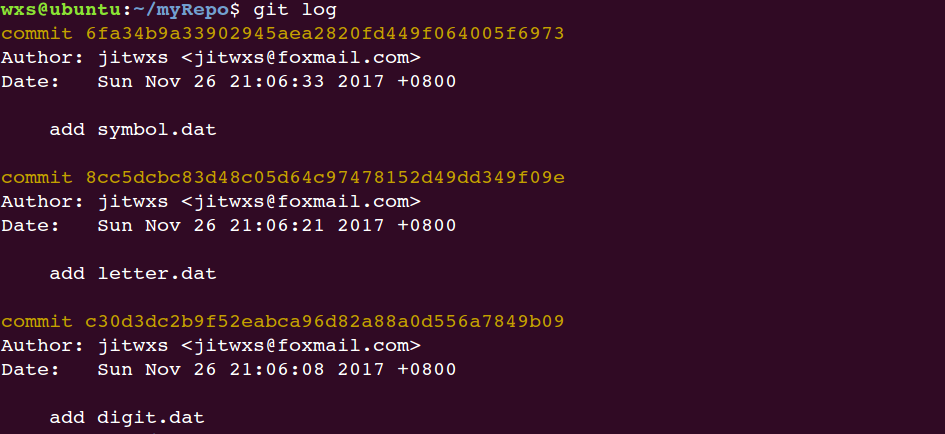 wxs@ubuntu:~/myRepo$ git log
commit 6fa34b9a33902945aea2820fd449f064005f6973
Author: jitwxs <jitwxs@foxmail.com>
Date:   Sun Nov 26 21:06:33 2017 +0800
    add symbol.dat
commit 8cc5dcbc83d48c05d64c97478152d49dd349f09e
Author: jitwxs <jitwxs@foxmail.com>
Date:   Sun Nov 26 21:06:21 2017 +0800
    add letter.dat
commit c30d3dc2b9f52eabca96d82a88a0d556a7849b09
Author: jitwxs <jitwxs@foxmail.com>
Date:   Sun Nov 26 21:06:08 2017 +0800
    add digit.dat